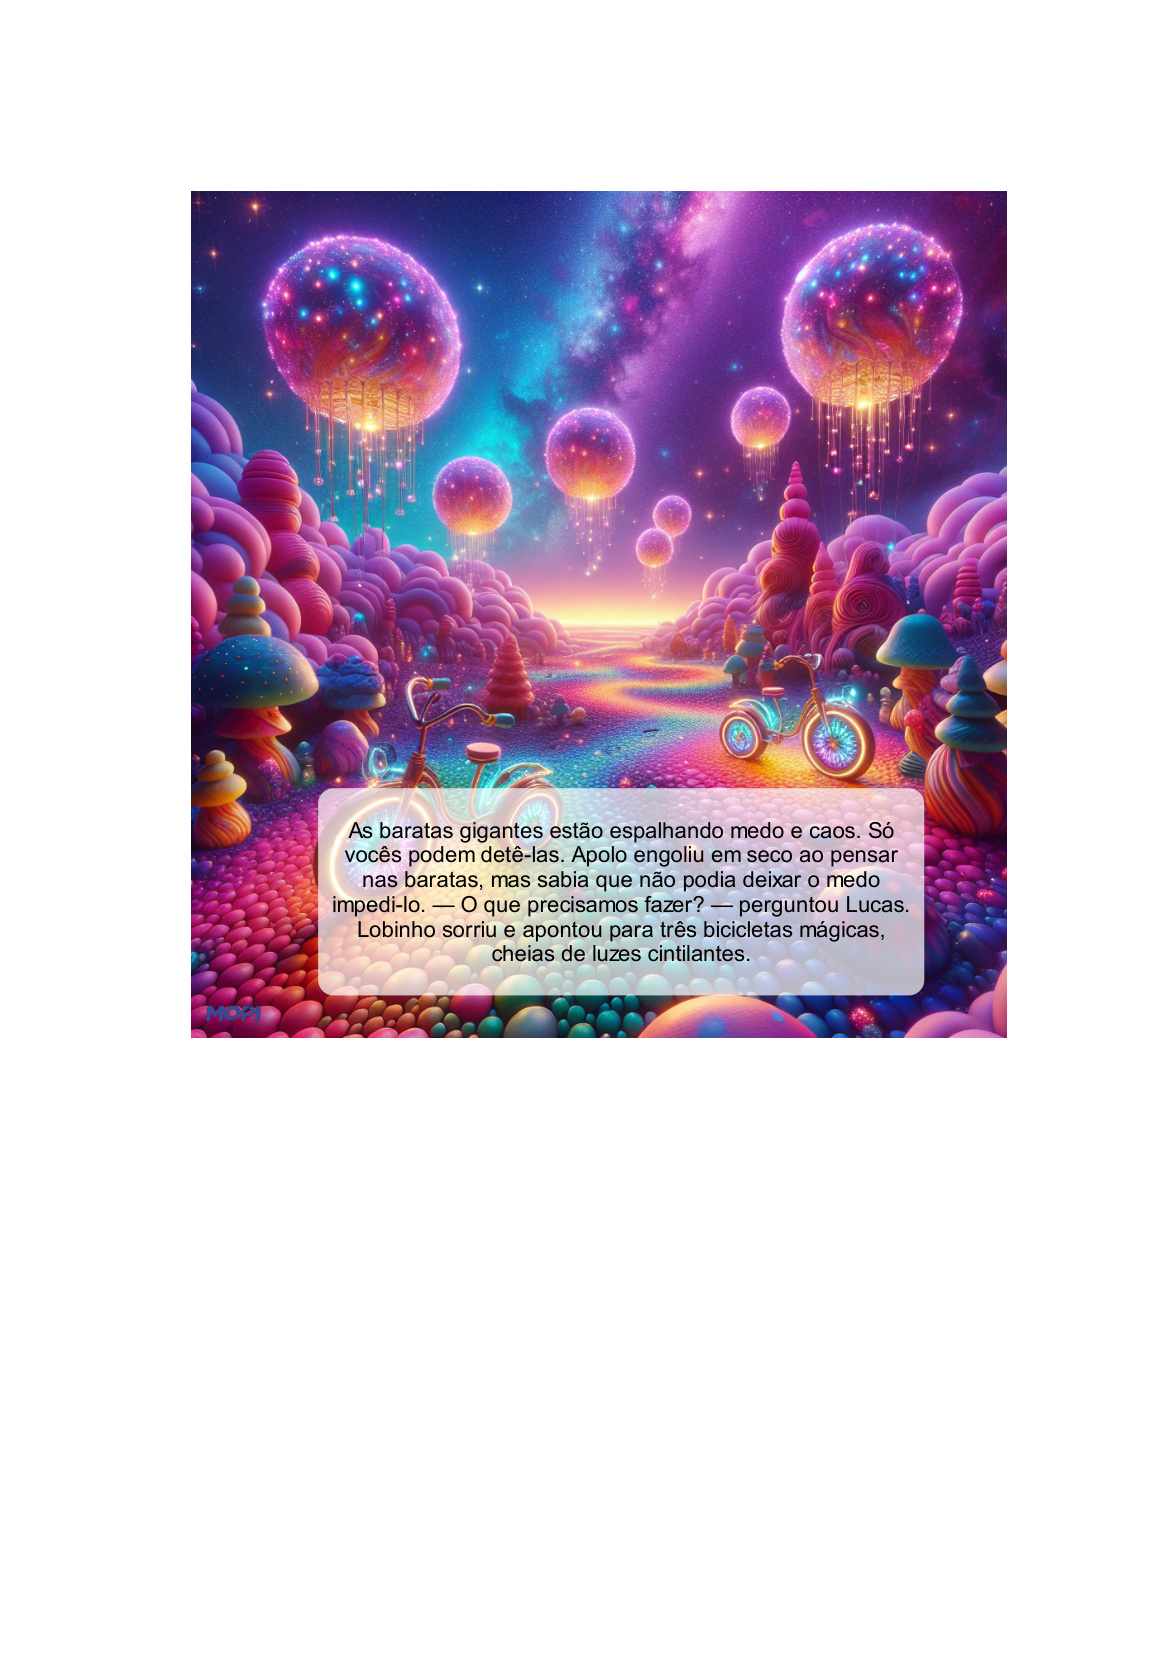 As baratas gigantes estão espalhando medo e caos. Só
vocês podem detê-las. Apolo engoliu em seco ao pensar
nas baratas, mas sabia que não podia deixar o medo
impedi-lo. — O que precisamos fazer? — perguntou Lucas.
Lobinho sorriu e apontou para três bicicletas mágicas,
cheias de luzes cintilantes.
MOPI